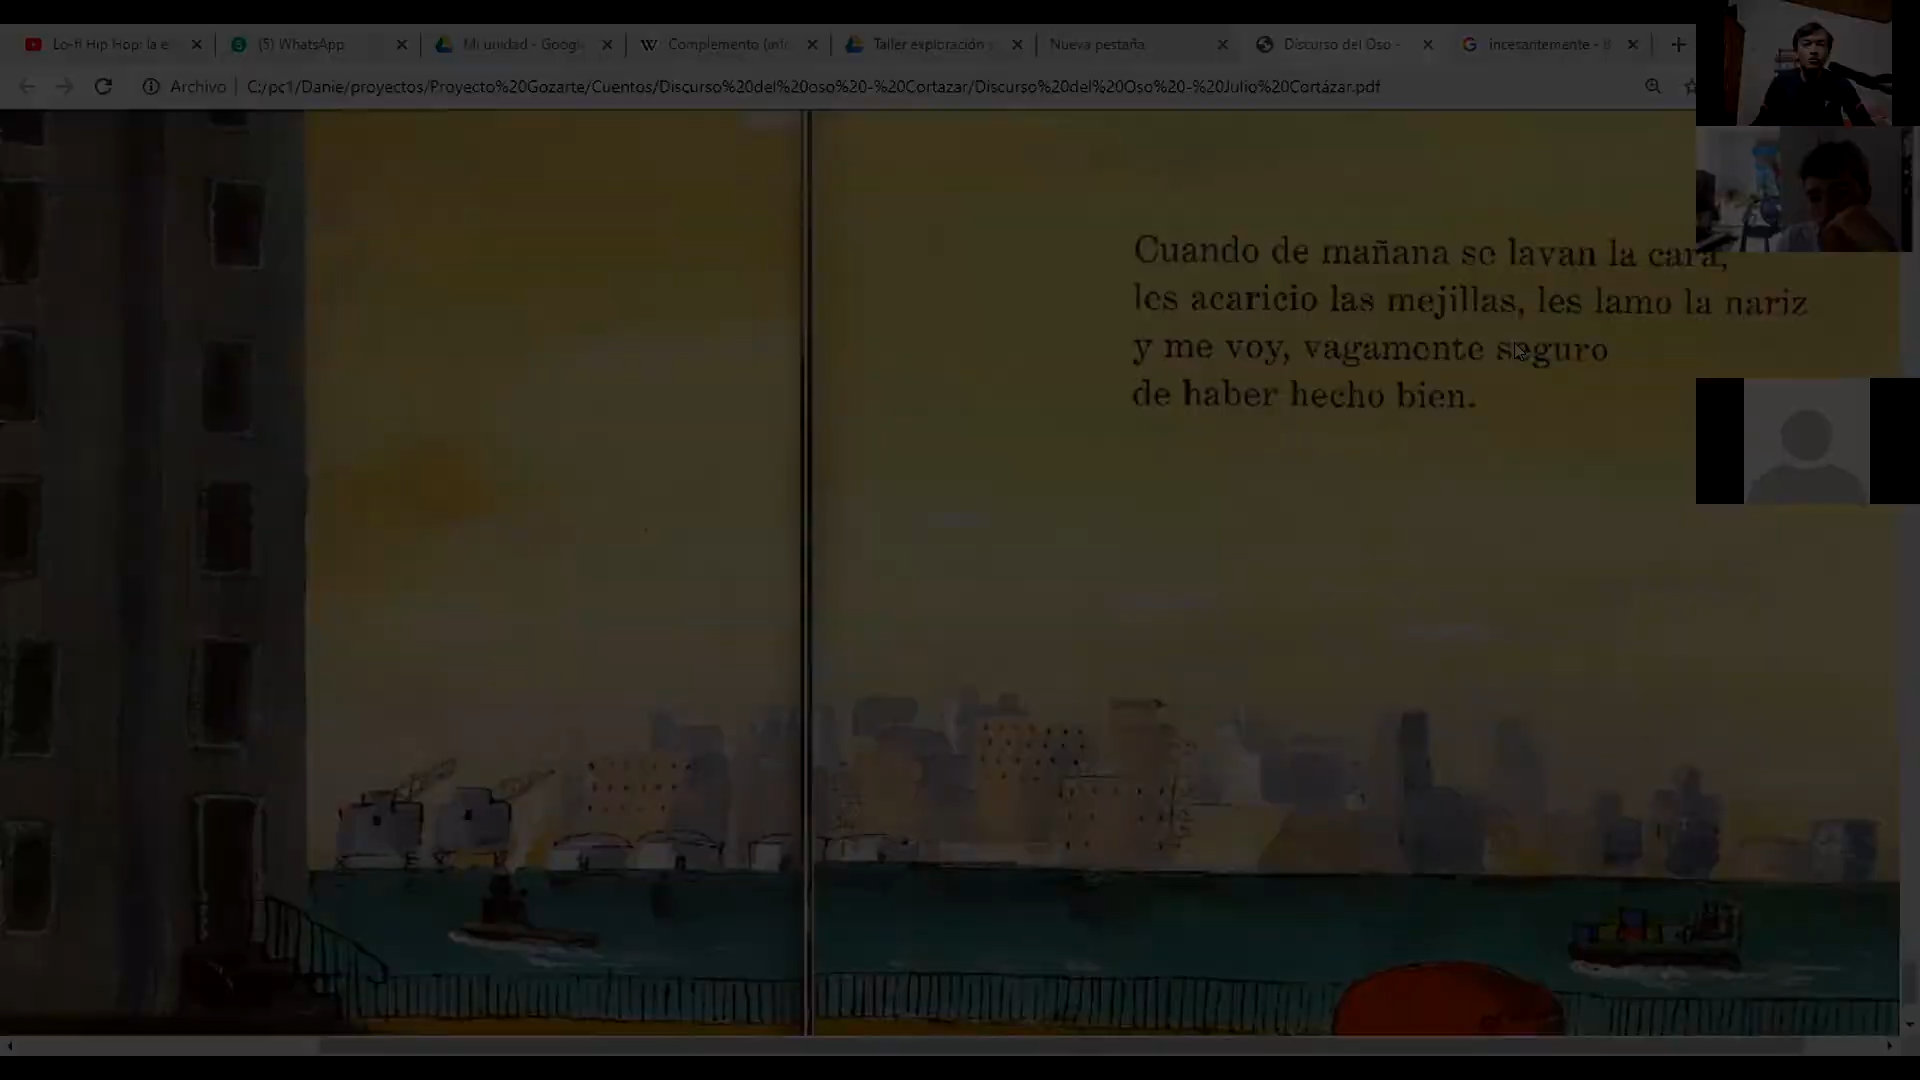 Lo-fi Hip Hop: la e
(5) WhatsApp
Mi unidad - Googl
Complemento (info
Taller exploración
Nueva pestaña
Discurso del Oso -
incesantemente - B
Archivo
C:/pc1/Danie/proyectos/Proyecto%20Gozarte/Cuentos/Discurso%20del%20oso%20-%20Cortazar/Discurso%20del%20Oso%20-%20Julio%20Cortázar.pdf
Cuando de mañana se lavan la cara,
les acaricio las mejillas, les lamo la nariz
y me voy, vagamente seguro
de haber hecho bien.